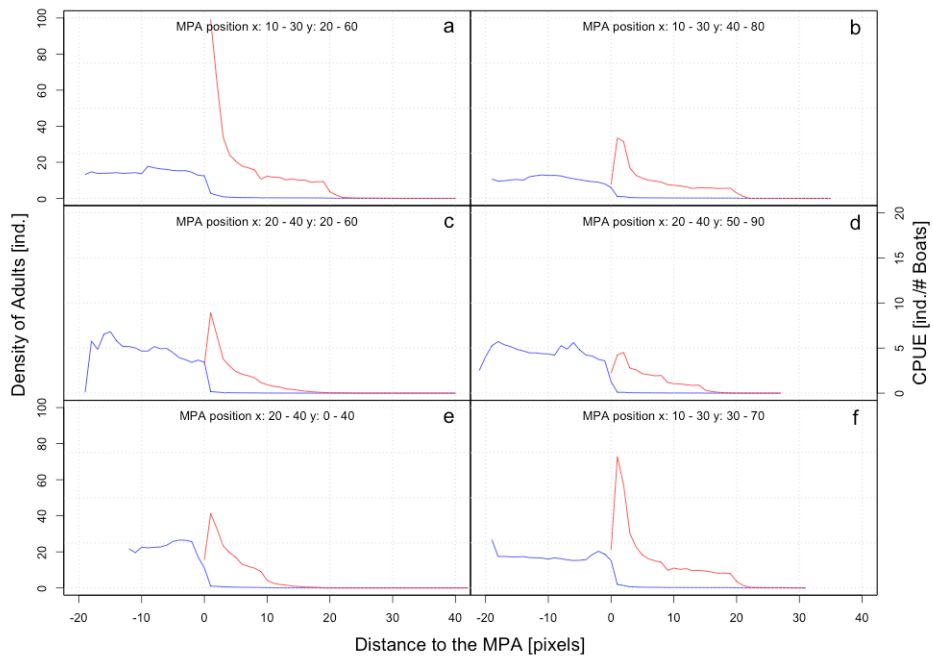 MPA position x: 10 - 30 y: 20 - 60 a
MPA position x: 10 - 30 y: 40 - 80 b
0 20 40 60 80 100
MPA position x: 20 - 40 y: 20 - 60 c
MPA position x: 20 - 40 y: 50 - 90 d
0 5 10 15 20
Density of Adults [ind.]
CPUE [ind./# Boats]
MPA position x: 20 - 40 y: 0 - 40 e
MPA position x: 10 - 30 y: 30 - 70 f
0 20 40 60 80 100
-20 -10 0 10 20 30 40
-20 -10 0 10 20 30 40
Distance to the MPA [pixels]